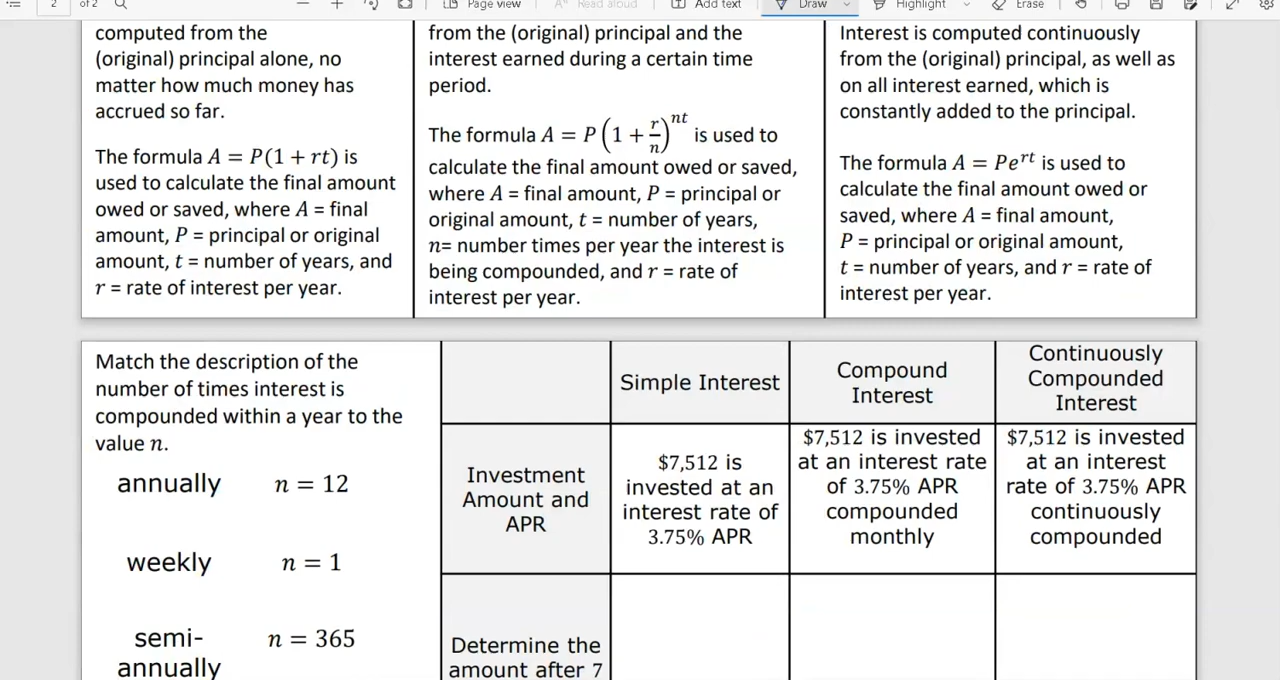 2 of 2 Page view Read aloud Add text Draw Highlight Erase
computed from the
(original) principal alone, no
matter how much money has
accrued so far.
The formula A = P(1 + rt) is
used to calculate the final amount
owed or saved, where A = final
amount, P = principal or original
amount, t = number of years, and
r = rate of interest per year.
from the (original) principal and the
interest earned during a certain time
period.
The formula A = P(1 + r/n)^nt is used to
calculate the final amount owed or saved,
where A = final amount, P = principal or
original amount, t = number of years,
n= number times per year the interest is
being compounded, and r = rate of
interest per year.
Interest is computed continuously
from the (original) principal, as well as
on all interest earned, which is
constantly added to the principal.
The formula A = Pe^rt is used to
calculate the final amount owed or
saved, where A = final amount,
P = principal or original amount,
t = number of years, and r = rate of
interest per year.
Match the description of the
number of times interest is
compounded within a year to the
value n.
annually n = 12
weekly n = 1
semi-
annually
n = 365
Simple Interest
Compound
Interest
Continuously
Compounded
Interest
Investment
Amount and
APR
$7,512 is
invested at an
interest rate of
3.75% APR
$7,512 is invested
at an interest rate
of 3.75% APR
compounded
monthly
$7,512 is invested
at an interest
rate of 3.75% APR
continuously
compounded
Determine the
amount after 7